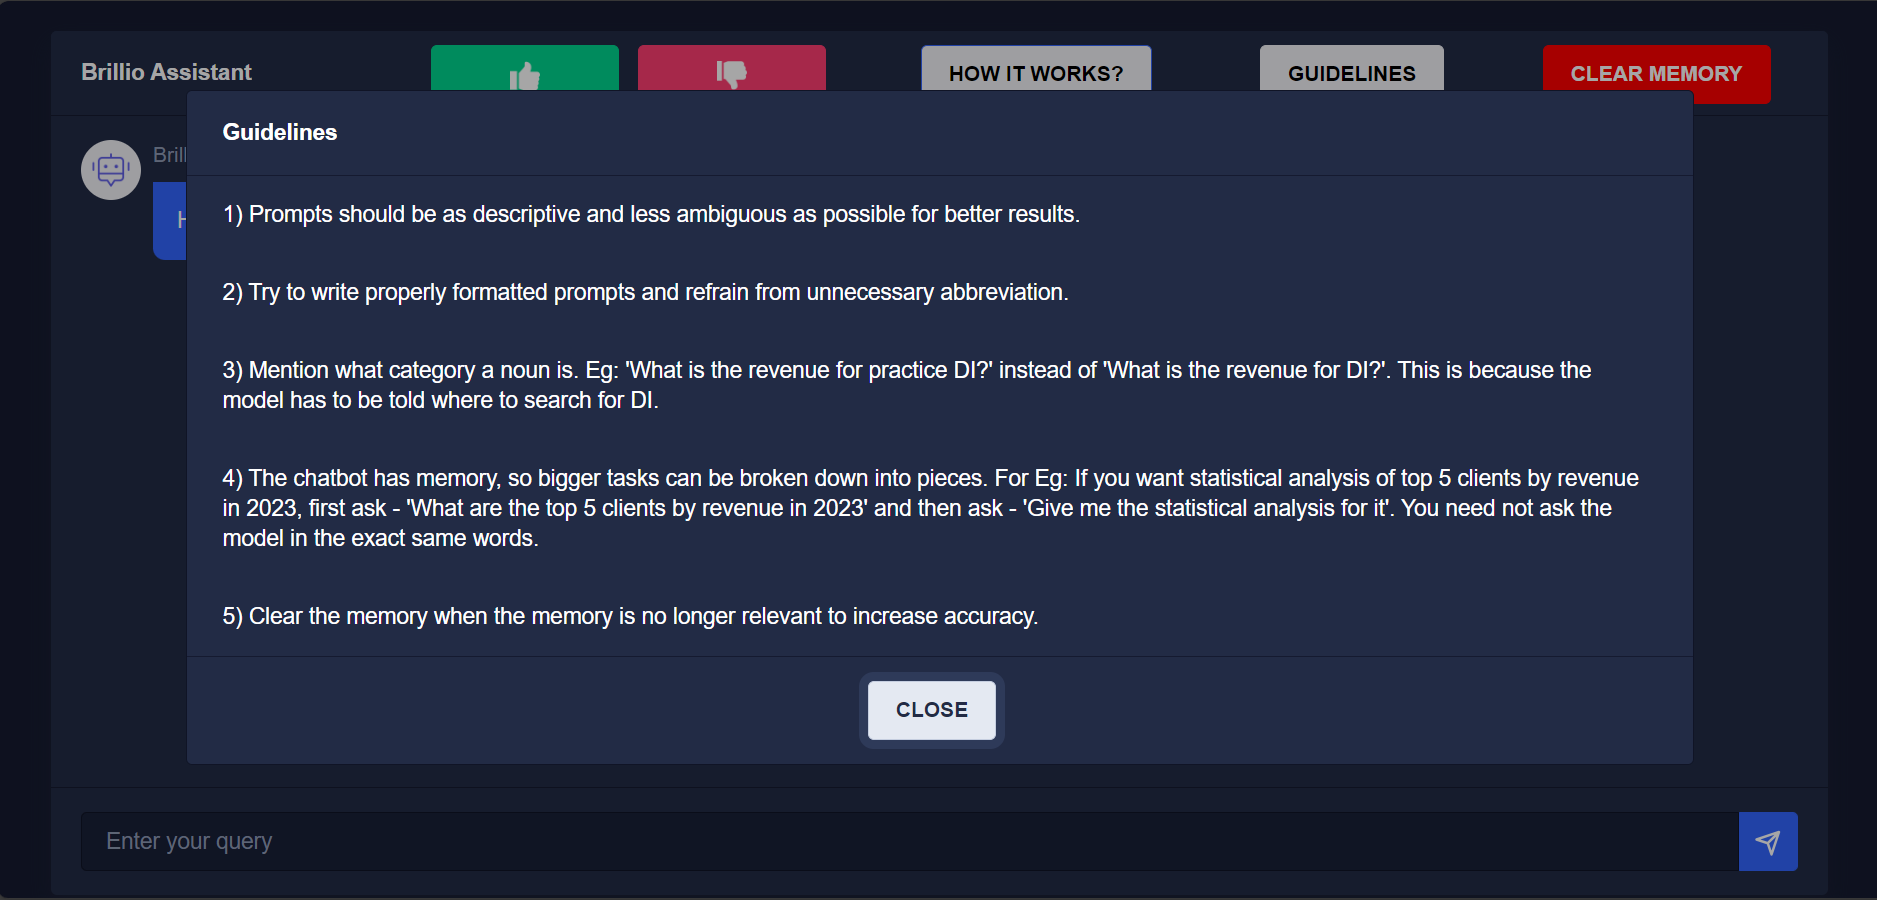 Brillio Assistant
HOW IT WORKS?
GUIDELINES
CLEAR MEMORY
Guidelines
Brill
H
1) Prompts should be as descriptive and less ambiguous as possible for better results.
2) Try to write properly formatted prompts and refrain from unnecessary abbreviation.
3) Mention what category a noun is. Eg: 'What is the revenue for practice DI?' instead of 'What is the revenue for DI?'. This is because the
model has to be told where to search for DI.
4) The chatbot has memory, so bigger tasks can be broken down into pieces. For Eg: If you want statistical analysis of top 5 clients by revenue
in 2023, first ask - 'What are the top 5 clients by revenue in 2023' and then ask - 'Give me the statistical analysis for it'. You need not ask the
model in the exact same words.
5) Clear the memory when the memory is no longer relevant to increase accuracy.
CLOSE
Enter your query